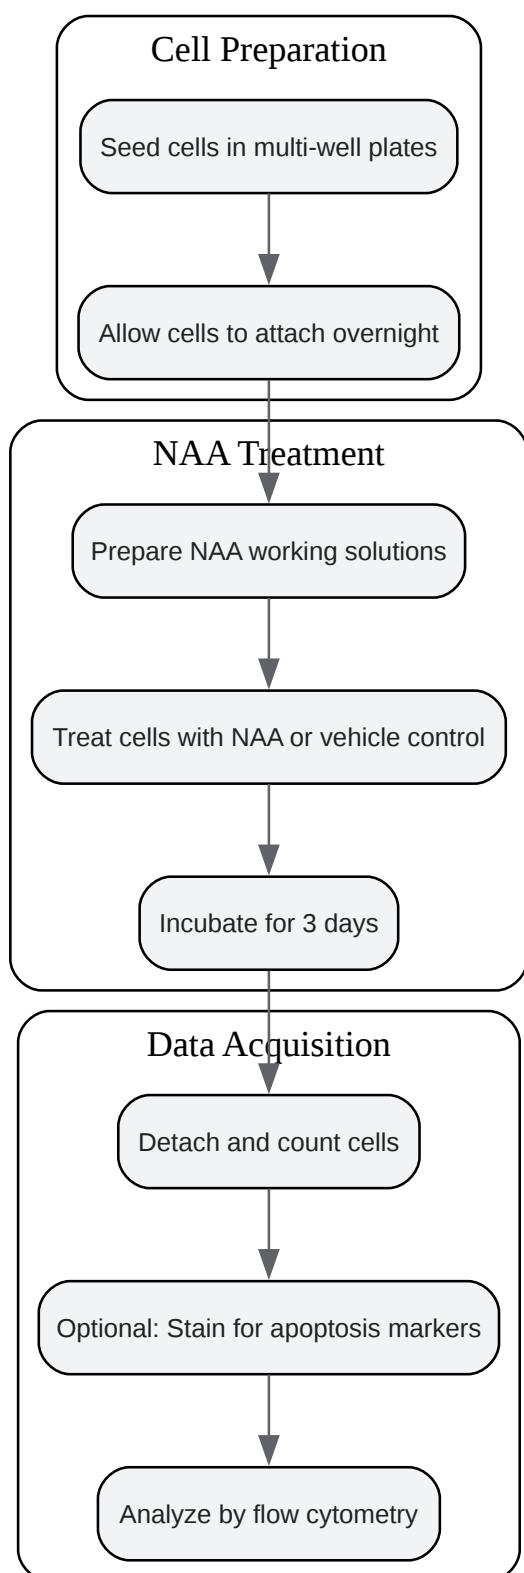 Cell Preparation
Seed cells in multi-well plates
Allow cells to attach overnight
NAA Treatment
Prepare NAA working solutions
Treat cells with NAA or vehicle control
Incubate for 3 days
Data Acquisition
Detach and count cells
Optional: Stain for apoptosis markers
Analyze by flow cytometry